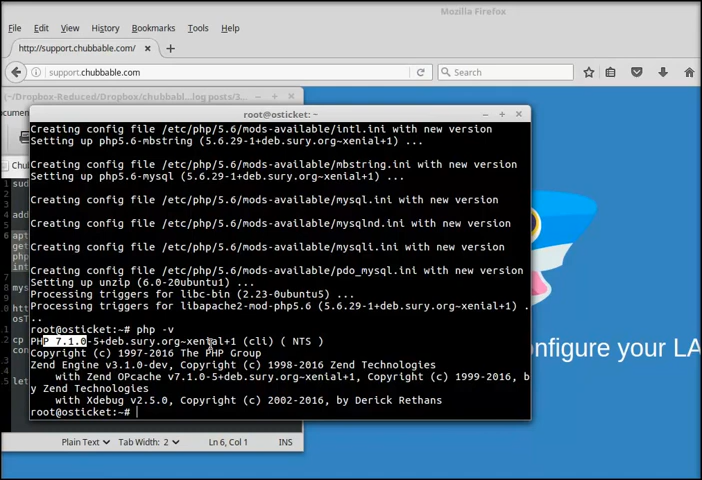 Mozilla Firefox
File Edit View History Bookmarks Tools Help
http://support.chubbable.com/
support.chubbable.com
Search
(~/Dropbox-Reduced/Dropbox/chubbabl...log posts/3...
root@osticket: ~
Creating config file /etc/php/5.6/mods-available/intl.ini with new version
Setting up php5.6-mbstring (5.6.29-1+deb.sury.org~xenial+1) ...
Creating config file /etc/php/5.6/mods-available/mbstring.ini with new version
Setting up php5.6-mysql (5.6.29-1+deb.sury.org~xenial+1) ...
Creating config file /etc/php/5.6/mods-available/mysql.ini with new version
Creating config file /etc/php/5.6/mods-available/mysqlnd.ini with new version
Creating config file /etc/php/5.6/mods-available/mysqli.ini with new version
Creating config file /etc/php/5.6/mods-available/pdo_mysql.ini with new version
Setting up unzip (6.0-20ubuntu1) ...
Processing triggers for libc-bin (2.23-0ubuntu5) ...
Processing triggers for libapache2-mod-php5.6 (5.6.29-1+deb.sury.org~xenial+1) .
..
root@osticket:~# php -v
PHP 7.1.0-5+deb.sury.org~xenial+1 (cli) ( NTS )
Copyright (c) 1997-2016 The PHP Group
Zend Engine v3.1.0-dev, Copyright (c) 1998-2016 Zend Technologies
with Zend OPcache v7.1.0-5+deb.sury.org~xenial+1, Copyright (c) 1999-2016, b
y Zend Technologies
with Xdebug v2.5.0, Copyright (c) 2002-2016, by Derick Rethans
root@osticket:~#
onfigure your LA
Plain Text Tab Width: 2 Ln 6, Col 1 INS